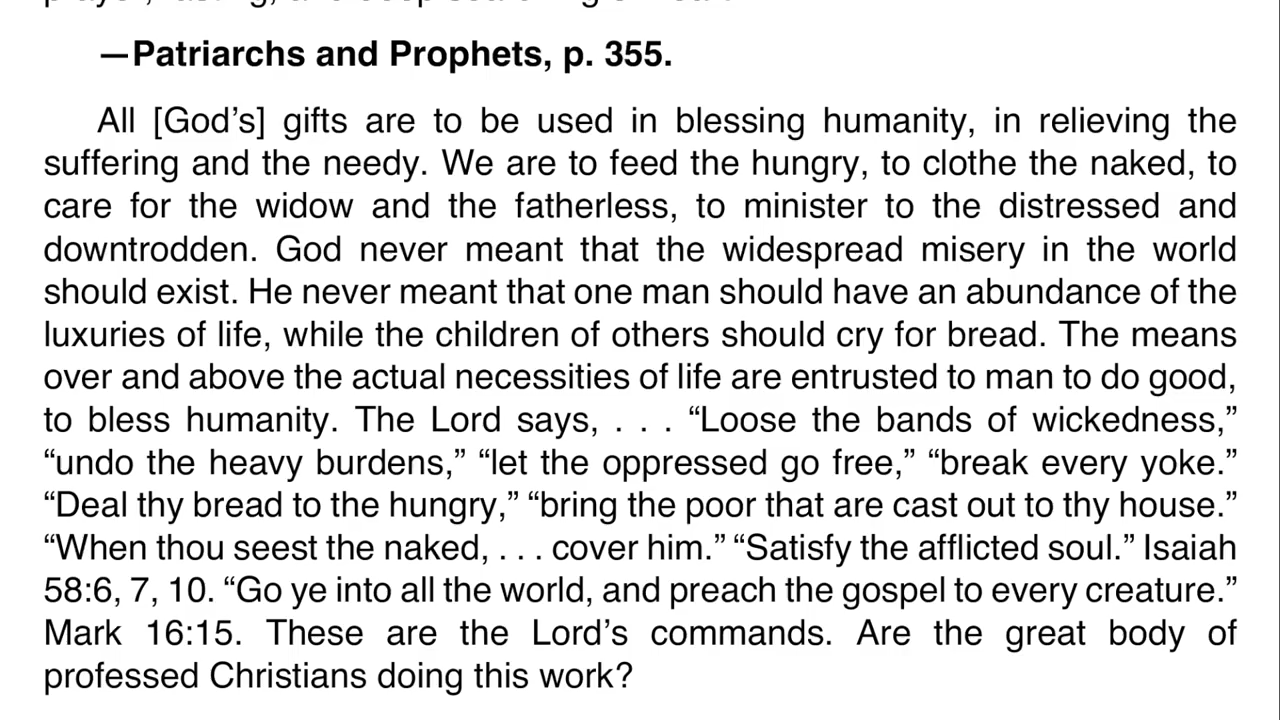 —Patriarchs and Prophets, p. 355.
All [God’s] gifts are to be used in blessing humanity, in relieving the
suffering and the needy. We are to feed the hungry, to clothe the naked, to
care for the widow and the fatherless, to minister to the distressed and
downtrodden. God never meant that the widespread misery in the world
should exist. He never meant that one man should have an abundance of the
luxuries of life, while the children of others should cry for bread. The means
over and above the actual necessities of life are entrusted to man to do good,
to bless humanity. The Lord says, . . . “Loose the bands of wickedness,”
“undo the heavy burdens,” “let the oppressed go free,” “break every yoke.”
“Deal thy bread to the hungry,” “bring the poor that are cast out to thy house.”
“When thou seest the naked, . . . cover him.” “Satisfy the afflicted soul.” Isaiah
58:6, 7, 10. “Go ye into all the world, and preach the gospel to every creature.”
Mark 16:15. These are the Lord’s commands. Are the great body of
professed Christians doing this work?